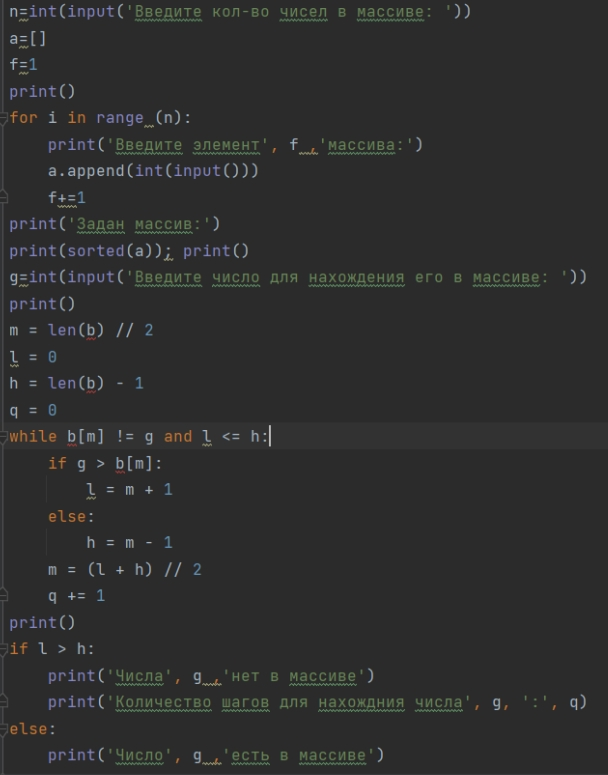 n=int(input('Введите кол-во чисел в массиве: '))
a=[]
f=1
print()
for i in range (n):
    print('Введите элемент', f ,'массива:')
    a.append(int(input()))
    f+=1
print('Задан массив:')
print(sorted(a)); print()
g=int(input('Введите число для нахождения его в массиве: '))
print()
m = len(b) // 2
l = 0
h = len(b) - 1
q = 0
while b[m] != g and l <= h:
    if g > b[m]:
        l = m + 1
    else:
        h = m - 1
    m = (l + h) // 2
    q += 1
print()
if l > h:
    print('Числа', g ,'нет в массиве')
    print('Количество шагов для нахождния числа', g, ':', q)
else:
    print('Число', g ,'есть в массиве')